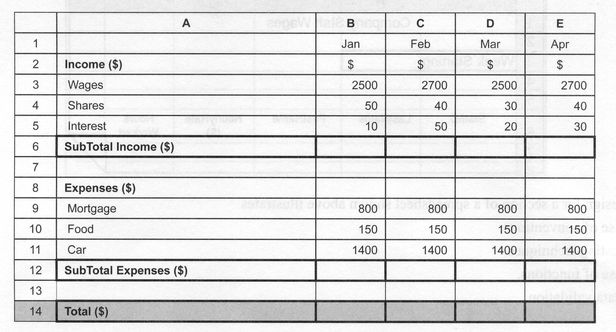 A B C D E
1 Jan Feb Mar Apr
2 Income ($) $ $ $ $
3 Wages 2500 2700 2500 2700
4 Shares 50 40 30 40
5 Interest 10 50 20 30
6 SubTotal Income ($)
7
8 Expenses ($)
9 Mortgage 800 800 800 800
10 Food 150 150 150 150
11 Car 1400 1400 1400 1400
12 SubTotal Expenses ($)
13
14 Total ($)